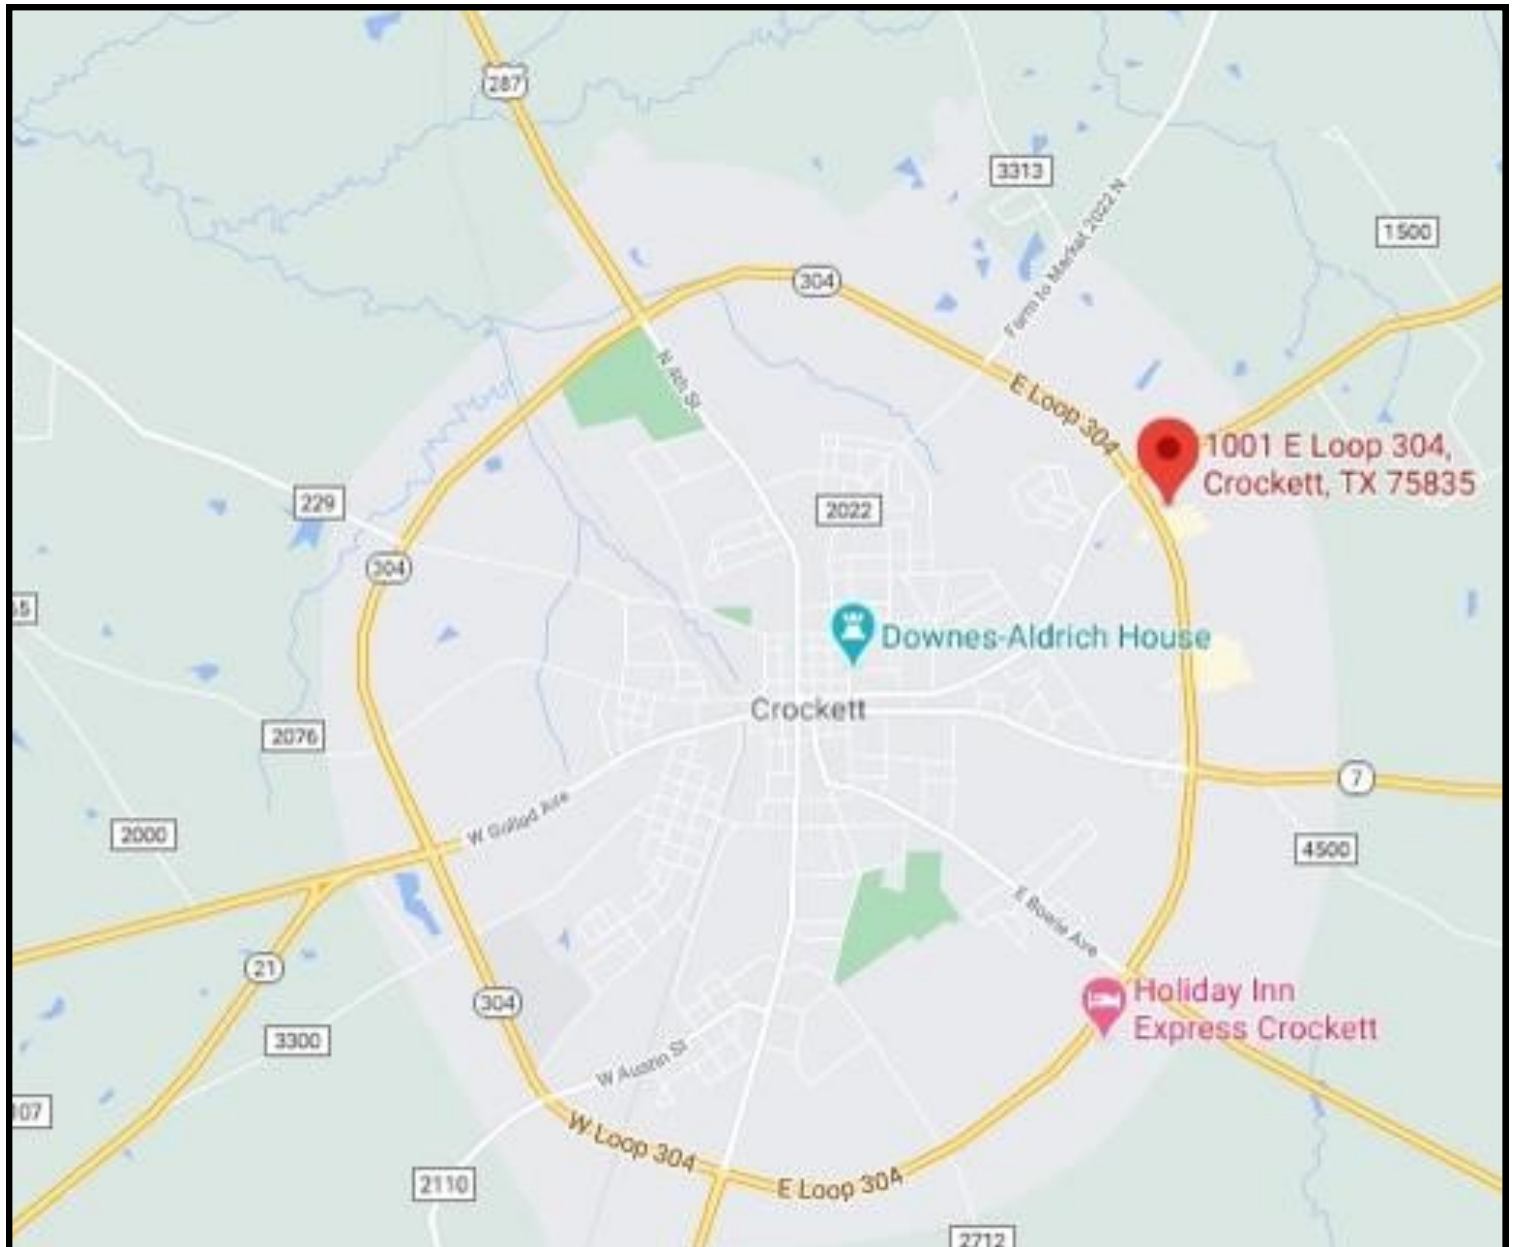 287
3313
Farm to Market 2022 N
1500
304
N 4th St
E Loop 304
1001 E Loop 304,
Crockett, TX 75835
229
2022
304
Downes-Aldrich House
Crockett
2076
7
W Goliad Ave
2000
4500
E Bowie Ave
21
Holiday Inn
Express Crockett
304
3300
W Austin St
107
W Loop 304
E Loop 304
2110
2712